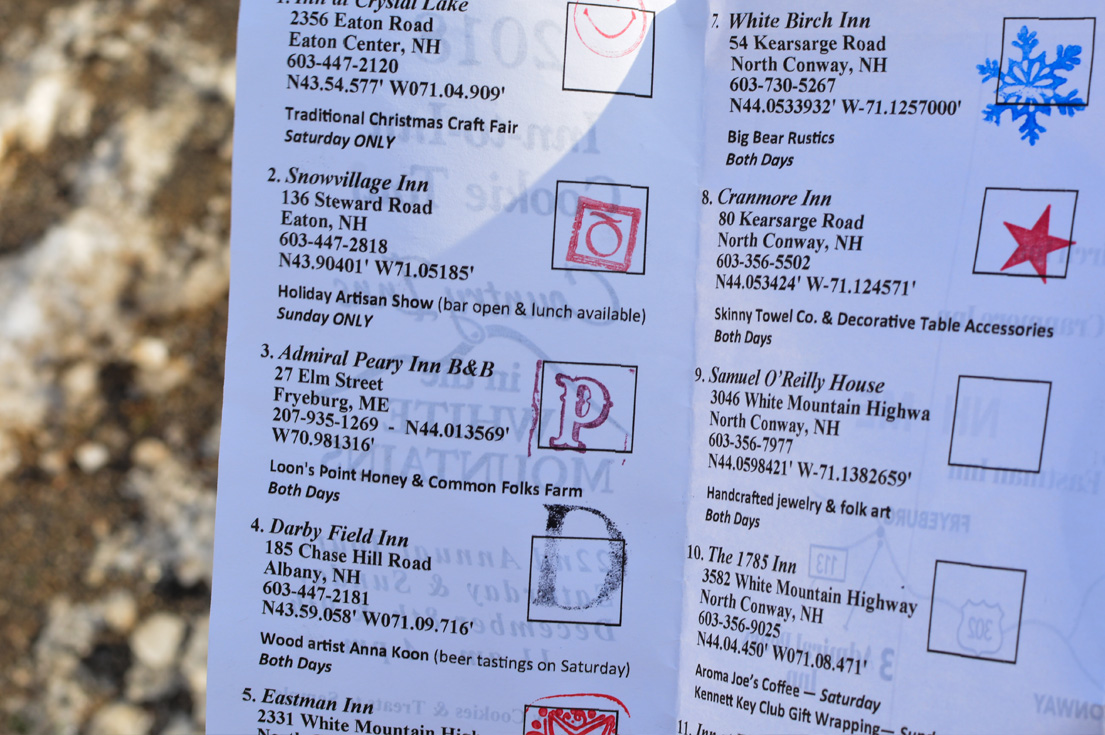 1. Inn at Crystal Lake
2356 Eaton Road
Eaton Center, NH
603-447-2120
N43.54.577' W071.04.909'
Traditional Christmas Craft Fair
Saturday ONLY
2. Snowvillage Inn
136 Steward Road
Eaton, NH
603-447-2818
N43.90401' W71.05185'
Holiday Artisan Show (bar open & lunch available)
Sunday ONLY
3. Admiral Peary Inn B&B
27 Elm Street
Fryeburg, ME
207-935-1269 - N44.013569'
W70.981316'
Loon's Point Honey & Common Folks Farm
Both Days
P
4. Darby Field Inn
185 Chase Hill Road
Albany, NH
603-447-2181
N43.59.058' W071.09.716'
Wood artist Anna Koon (beer tastings on Saturday)
Both Days
D
5. Eastman Inn
2331 White Mountain
7. White Birch Inn
54 Kearsarge Road
North Conway, NH
603-730-5267
N44.0533932' W-71.1257000'
Big Bear Rustics
Both Days
8. Cranmore Inn
80 Kearsarge Road
North Conway, NH
603-356-5502
N44.053424' W-71.124571'
Skinny Towel Co. & Decorative Table Accessories
Both Days
9. Samuel O'Reilly House
3046 White Mountain Highwa
North Conway, NH
603-356-7977
N44.0598421' W-71.1382659'
Handcrafted jewelry & folk art
Both Days
10. The 1785 Inn
3582 White Mountain Highway
North Conway, NH
603-356-9025
N44.04.450' W071.08.471'
Aroma Joe's Coffee — Saturday
Kennett Key Club Gift Wrapping—
11. Inn